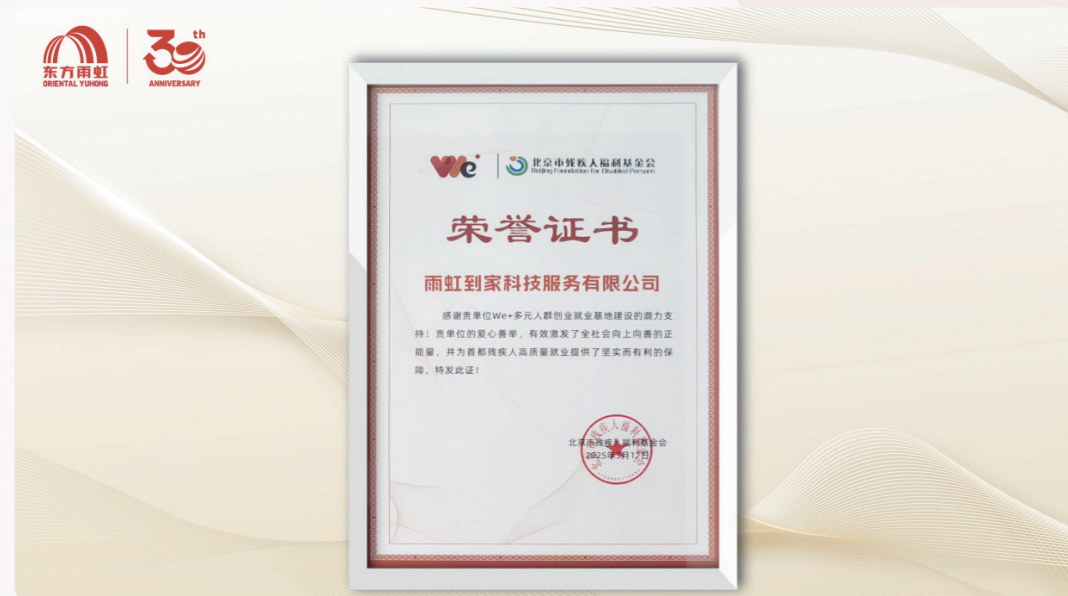 东方雨虹
ORIENTAL YUHONG
30th
ANNIVERSARY
We+
北京市残疾人福利基金会
Beijing Foundation for Disabled Persons
荣誉证书
雨虹到家科技服务有限公司
感谢贵单位We+多元人群创业就业基地建设的鼎力支
持!贵单位的爱心善举,有效激发了全社会向上向善的正
能量,并为首都残疾人高质量就业提供了坚实而有利的保
障。特发此证!
北京市残疾人福利基金会
2025年5月17日